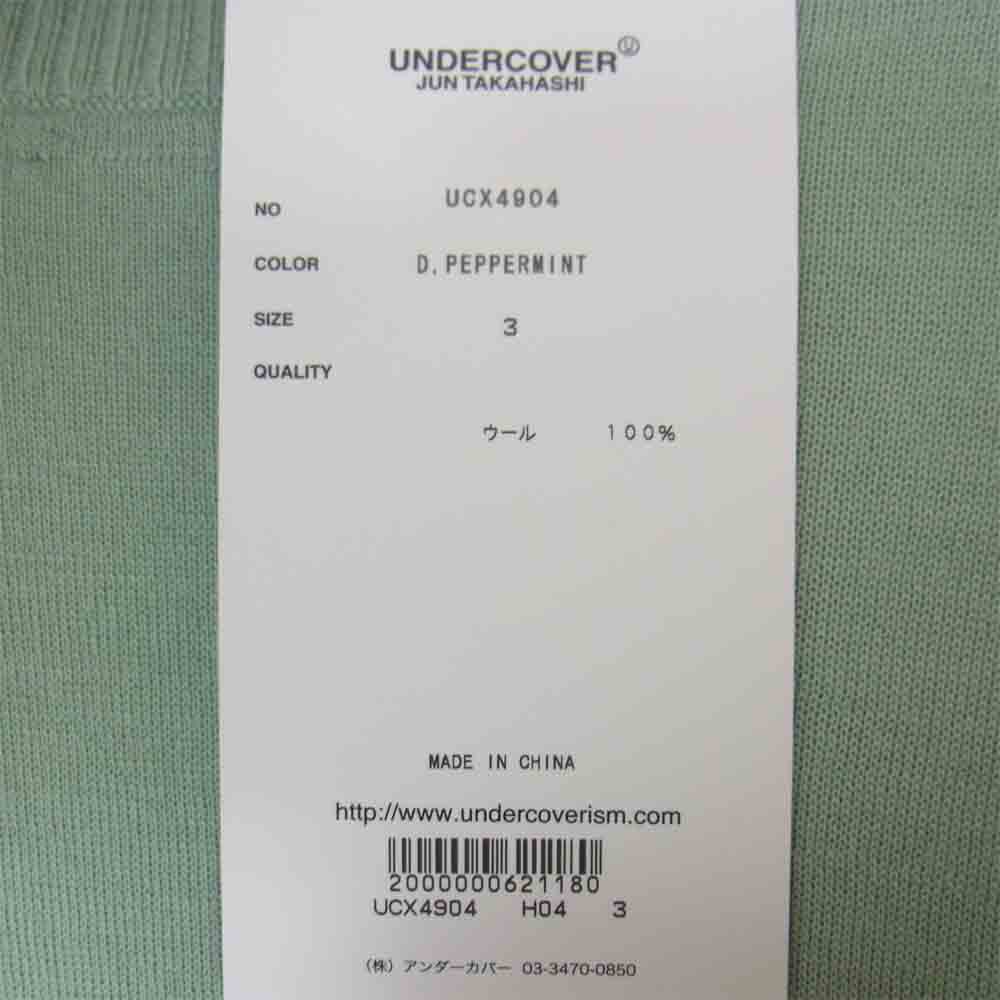 UNDERCOVER Ⓤ
JUN TAKAHASHI
NO UCX4904
COLOR D.PEPPERMINT
SIZE 3
QUALITY
ウール 100%
MADE IN CHINA
http://www.undercoverism.com
2000000621180
UCX4904 H04 3
(株) アンダーカバー 03-3470-0850